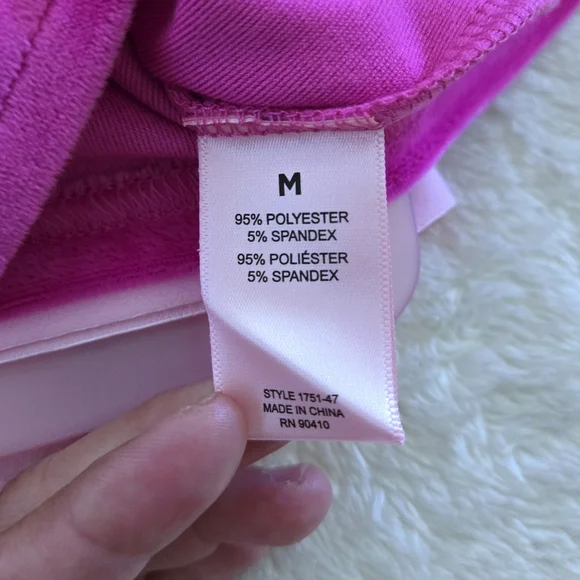 M
95% POLYESTER
5% SPANDEX
95% POLIÉSTER
5% SPANDEX
STYLE 1751-47
MADE IN CHINA
RN 90410